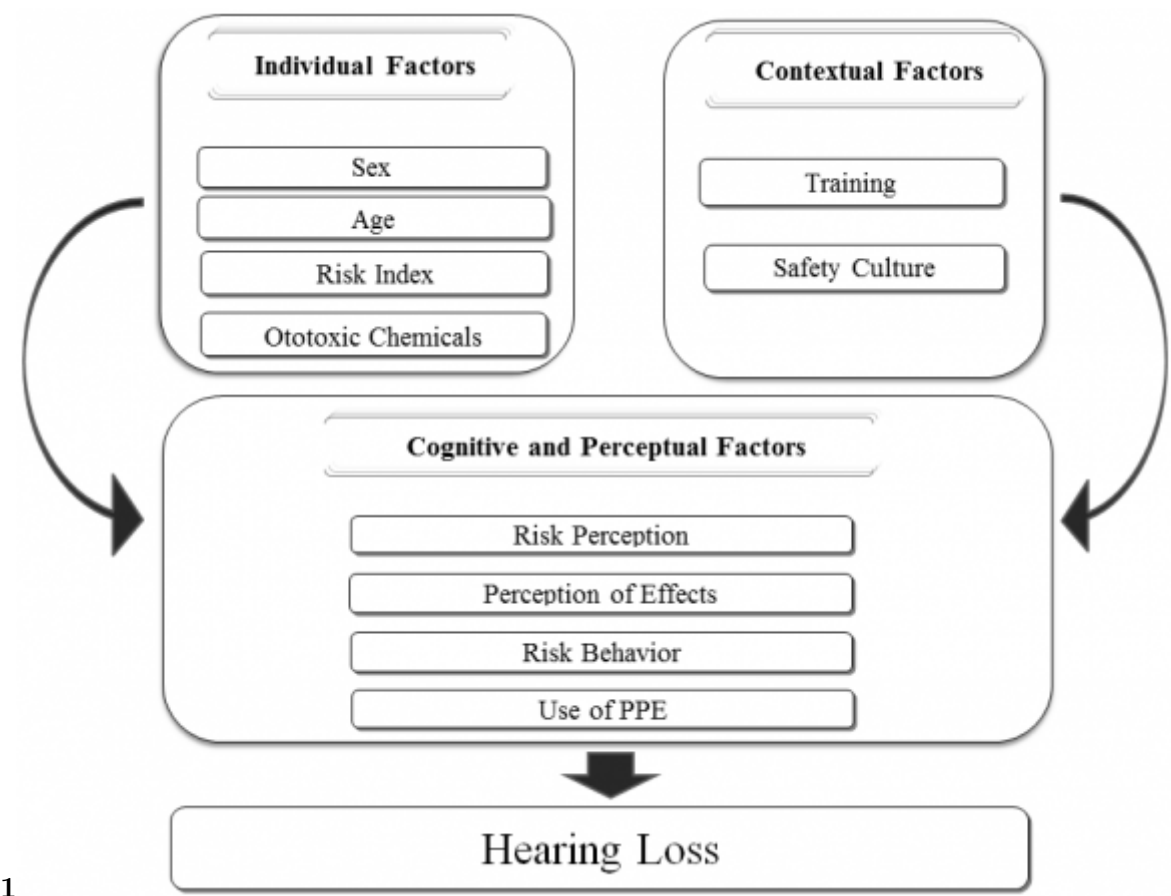 Individual Factors
Sex
Age
Risk Index
Ototoxic Chemicals
Contextual Factors
Training
Safety Culture
Cognitive and Perceptual Factors
Risk Perception
Perception of Effects
Risk Behavior
Use of PPE
Hearing Loss
1